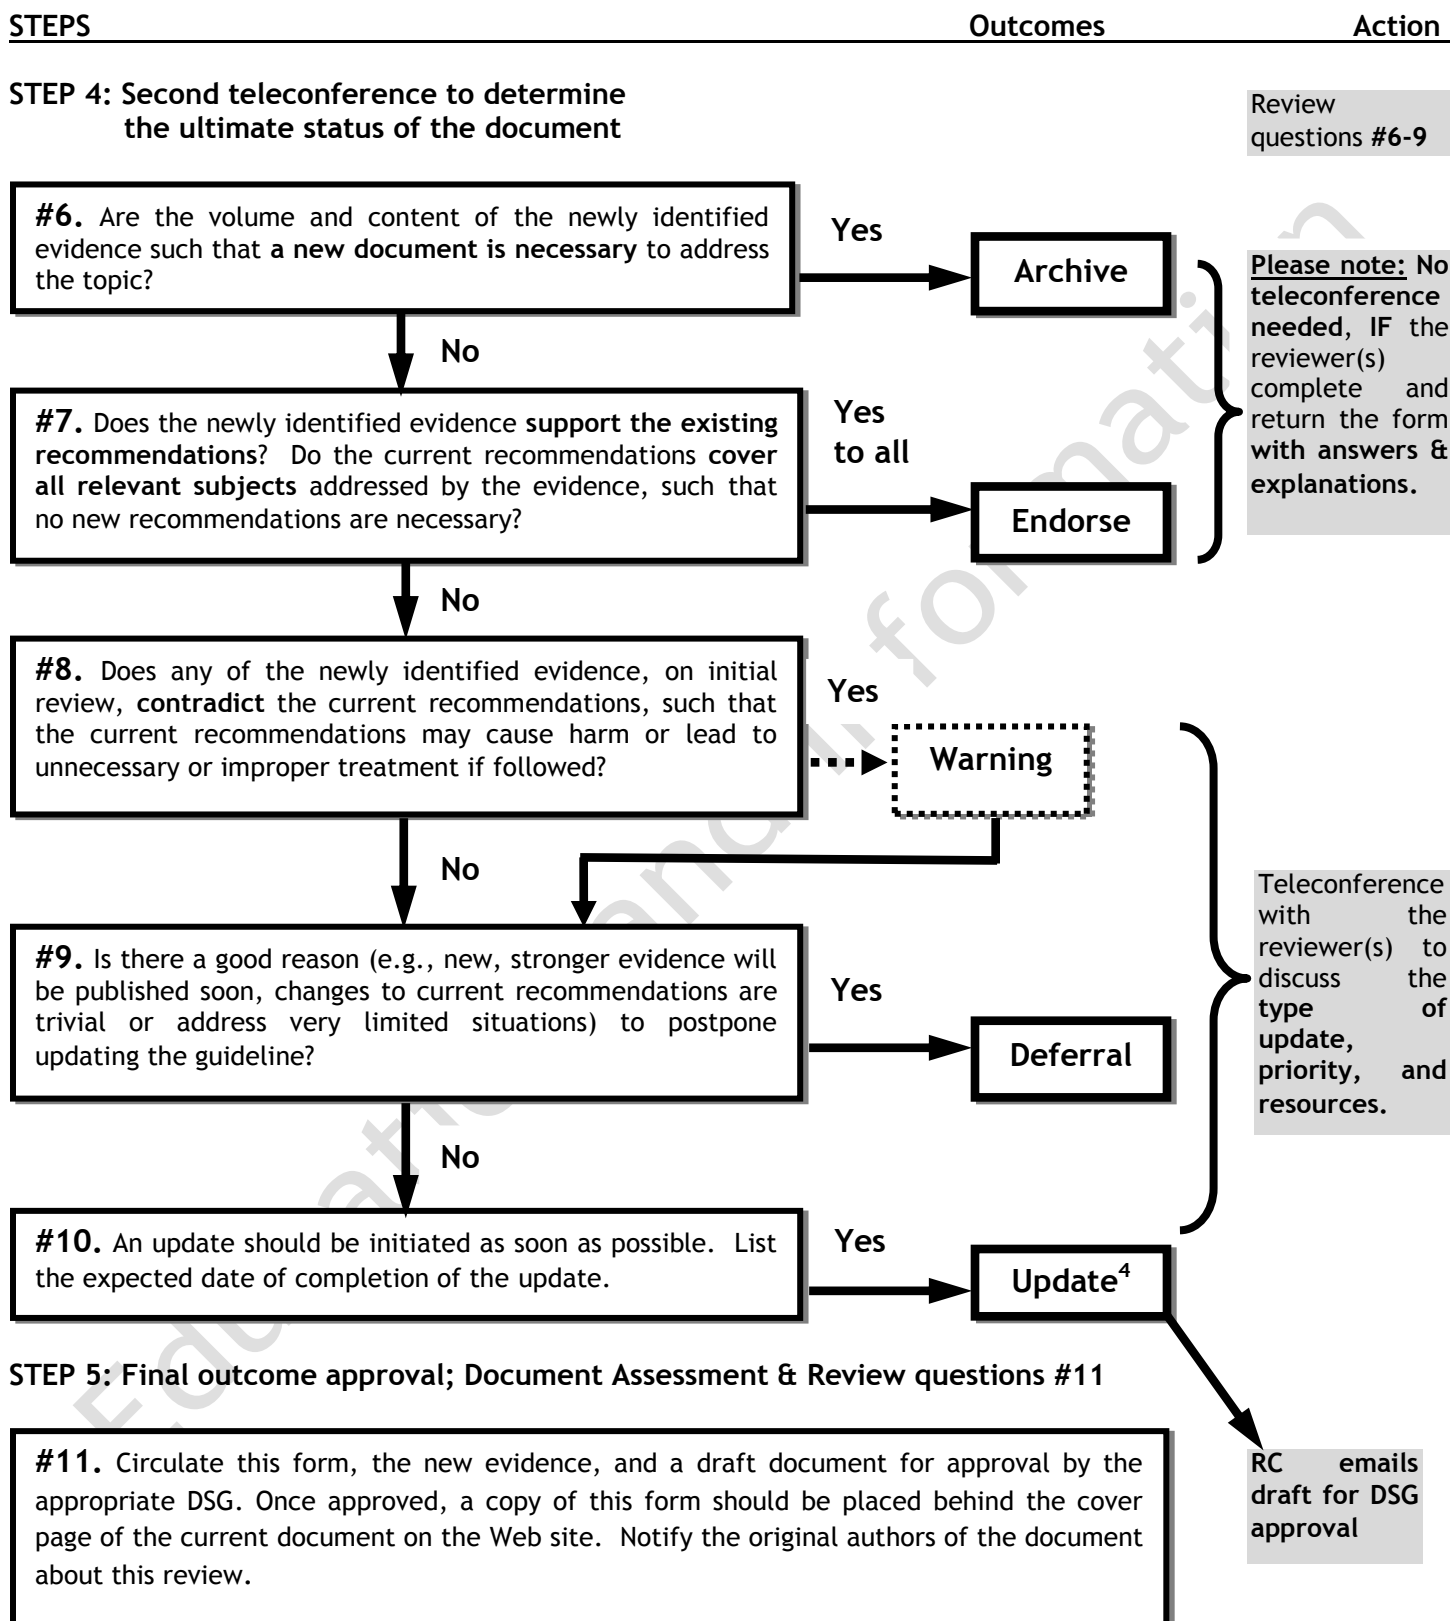 STEPS Outcomes Action
STEP 4: Second teleconference to determine
the ultimate status of the document
Review
questions #6-9
#6. Are the volume and content of the newly identified
evidence such that a new document is necessary to address
the topic?
Yes
Archive
No
Please note: No
teleconference
needed, IF the
reviewer(s)
complete and
return the form
with answers &
explanations.
#7. Does the newly identified evidence support the existing
recommendations? Do the current recommendations cover
all relevant subjects addressed by the evidence, such that
no new recommendations are necessary?
Yes
to all
Endorse
No
#8. Does any of the newly identified evidence, on initial
review, contradict the current recommendations, such that
the current recommendations may cause harm or lead to
unnecessary or improper treatment if followed?
Yes
Warning
No
Teleconference
with the
reviewer(s) to
discuss the
type of
update,
priority, and
resources.
#9. Is there a good reason (e.g., new, stronger evidence will
be published soon, changes to current recommendations are
trivial or address very limited situations) to postpone
updating the guideline?
Yes
Deferral
No
#10. An update should be initiated as soon as possible. List
the expected date of completion of the update.
Yes
Update4
STEP 5: Final outcome approval; Document Assessment & Review questions #11
#11. Circulate this form, the new evidence, and a draft document for approval by the
appropriate DSG. Once approved, a copy of this form should be placed behind the cover
page of the current document on the Web site. Notify the original authors of the document
about this review.
RC emails
draft for DSG
approval